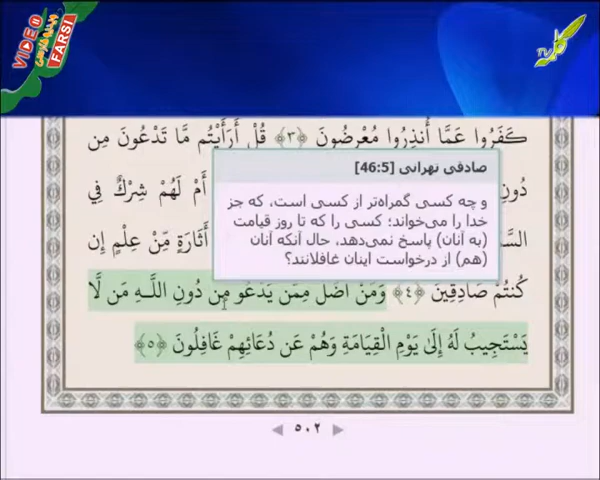 VIDEO
FARSI
TV
كَفَرُوا عَمَّا أُنذِرُوا مُعْرِضُونَ ﴿٣﴾ قُلْ أَرَأَيْتُم مَّا تَدْعُونَ مِن
صادقی تهرانی [46:5]
و چه کسی گمراه‌تر از کسی است، که جز
خدا را می‌خواند؛ کسی را که تا روز قیامت
(به آنان) پاسخ نمی‌دهد، حال آنکه آنان
(هم) از درخواست اینان غافلانند؟
دُونِ
أَمْ لَهُمْ شِرْكٌ فِي
أَثَارَةٍ مِّنْ عِلْمٍ إِن
كُنتُمْ صَادِقِينَ ﴿٤﴾ وَمَنْ أَضَلُّ مِمَّن يَدْعُو مِن دُونِ اللَّـهِ مَن لَّا
يَسْتَجِيبُ لَهُ إِلَىٰ يَوْمِ الْقِيَامَةِ وَهُمْ عَن دُعَائِهِمْ غَافِلُونَ ﴿٥﴾
٥٠٢